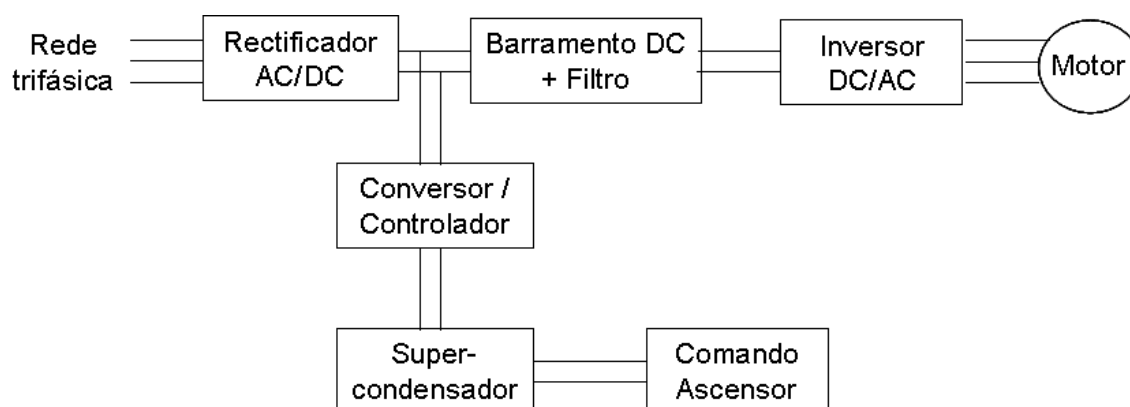 Rede
trifásica
Rectificador
AC/DC
Barramento DC
+ Filtro
Inversor
DC/AC
Motor
Conversor /
Controlador
Super-
condensador
Comando
Ascensor